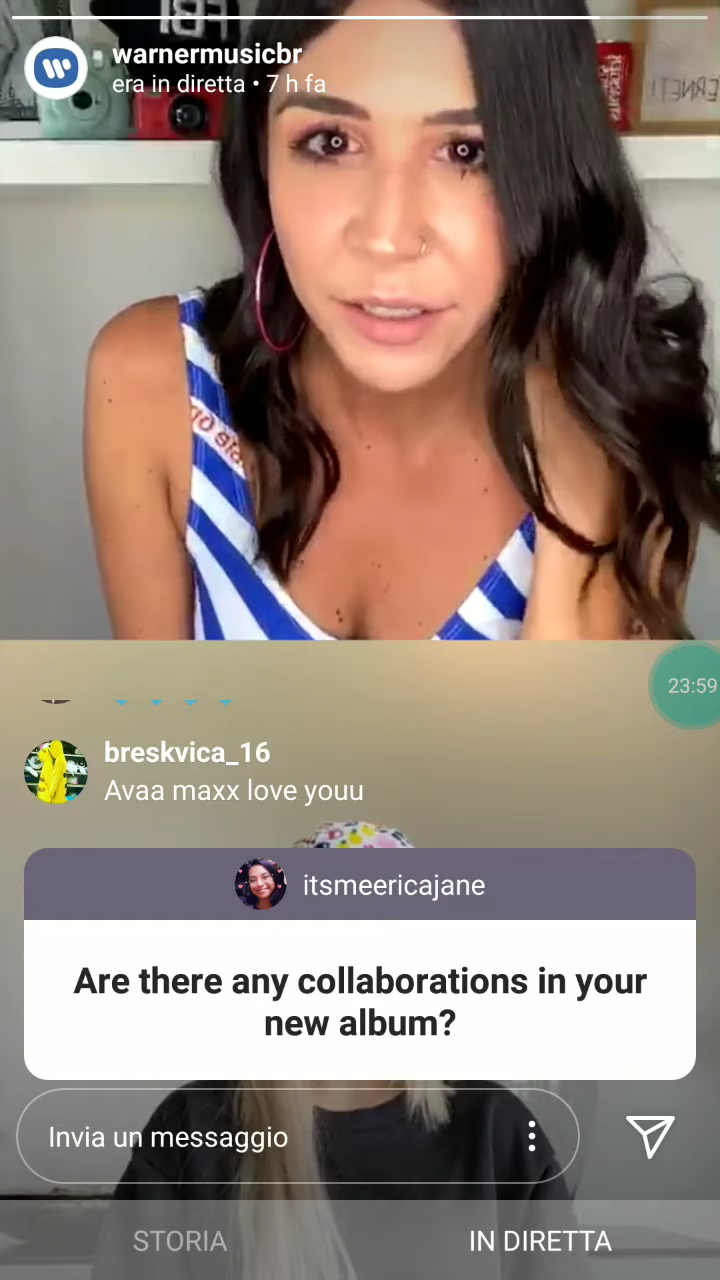 FBI
warnermusicbr
era in diretta • 7 h fa
23:59
breskvica_16
Avaa maxx love youu
itsmeericajane
Are there any collaborations in your
new album?
Invia un messaggio
STORIA
IN DIRETTA